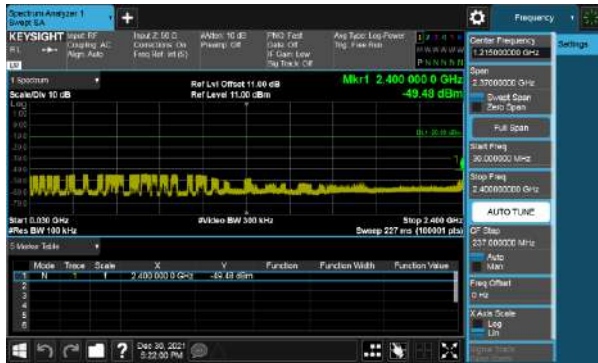 Spectrum Analyzer 1
Swept SA
Frequency
KEYSIGHT Input: RF
Coupling: AC
Align: Auto
Input Z: 50 Ω
Corrections: On
Freq Ref: Int (S)
Atten: 10 dB
Preamp: Off
PNO: Fast
Gate: Off
IF Gain: Low
Sig Track: Off
Avg Type: Log-Power
Trig: Free Run
Center Frequency
1.215000000 GHz
Settings
Span
2.37000000 GHz
Swept Span
Zero Span
Full Span
Start Freq
30.000000 MHz
Stop Freq
2.400000000 GHz
AUTO TUNE
CF Step
237.000000 MHz
Auto
Man
Freq Offset
0 Hz
X Axis Scale
Log
Lin
1 Spectrum
Scale/Div 10 dB
Log
Ref Lvl Offset 11.00 dB
Ref Level 11.00 dBm
Mkr1 2.400 000 0 GHz
-49.48 dBm
Start 0.030 GHz
#Res BW 100 kHz
#Video BW 300 kHz
Stop 2.400 GHz
Sweep 227 ms (100001 pts)
5 Marker Table
Mode Trace Scale X Y Function Function Width Function Value
1 N 1 f 2.400 000 0 GHz -49.48 dBm
2
3
4
5
6
Dec 30, 2021
5:22:00 PM